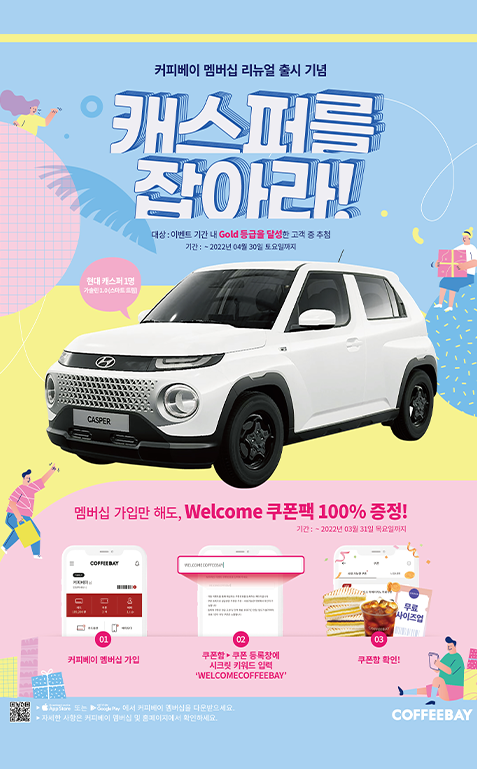 커피베이 멤버십 리뉴얼 출시 기념
캐스퍼를
잡아라!
대상 : 이벤트 기간 내 Gold 등급을 달성한 고객 중 추첨
기간 : ~ 2022년 04월 30일 토요일까지
현대 캐스퍼 1명
가솔린 1.0 (스마트 트림)
CASPER
멤버십 가입만 해도, Welcome 쿠폰팩 100% 증정!
기간 : ~ 2022년 03월 31일 목요일까지
COFFEEBAY
WELCOMECOFFEEBAY
무료
사이즈업
01
02
03
커피베이 멤버십 가입
쿠폰함 ▸ 쿠폰 등록창에
시크릿 키워드 입력
'WELCOMECOFFEEBAY'
쿠폰함 확인!
▸ App Store 또는 Google Play 에서 커피베이 멤버십을 다운받으세요.
▸ 자세한 사항은 커피베이 멤버십 및 홈페이지에서 확인하세요.
COFFEEBAY